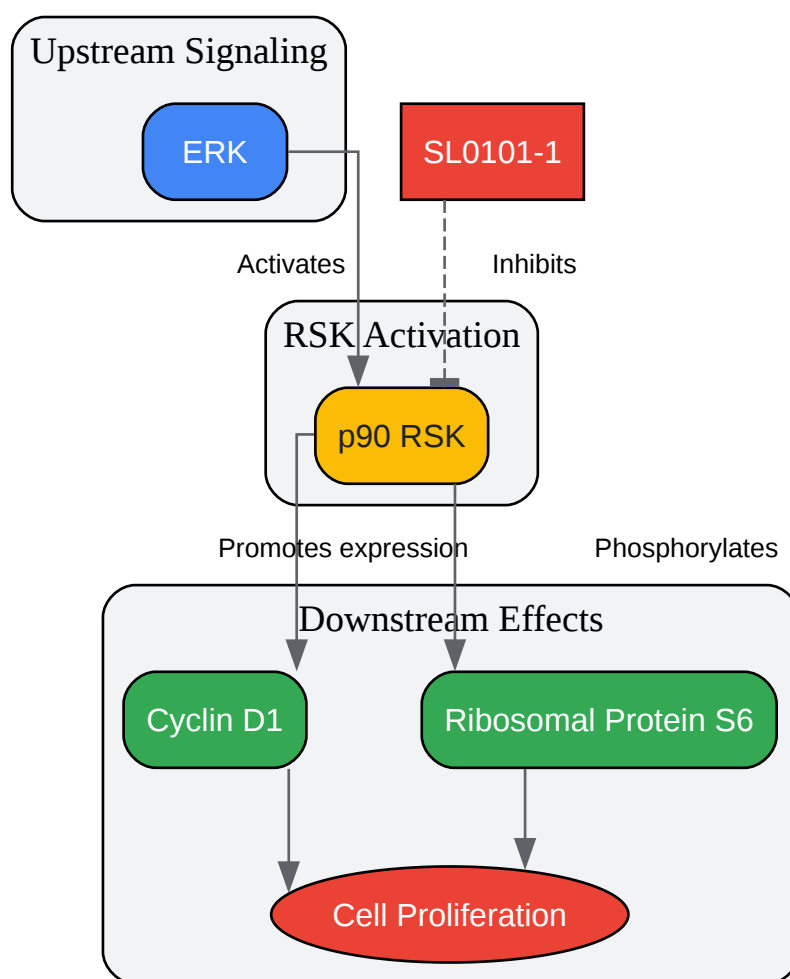 Upstream Signaling
ERK
SL0101-1
Activates
Inhibits
RSK Activation
p90 RSK
Promotes expression
Phosphorylates
Downstream Effects
Cyclin D1
Ribosomal Protein S6
Cell Proliferation